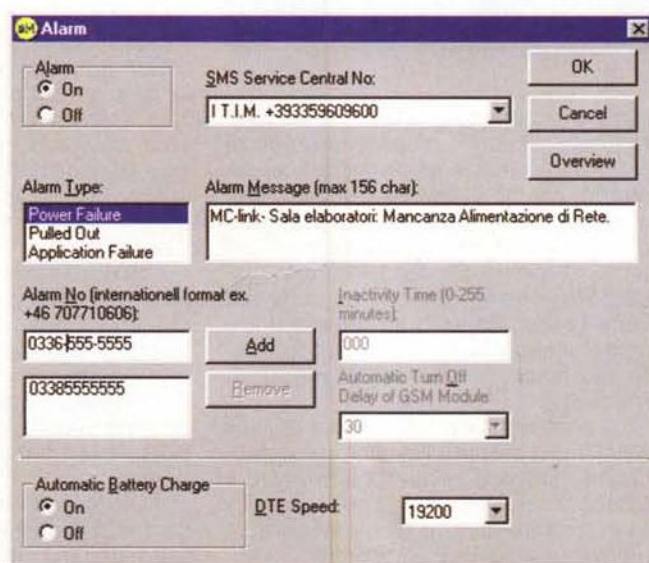 Alarm
Alarm
On
Off
SMS Service Central No:
I T.I.M. +393359609600
OK
Cancel
Overview
Alarm Type:
Power Failure
Pulled Out
Application Failure
Alarm Message (max 156 char):
MC-link- Sala elaboratori: Mancanza Alimentazione di Rete.
Alarm No (internationell format ex.
+46 707710606):
0336-555-5555
03385555555
Add
Remove
Inactivity Time (0-255
minutes):
000
Automatic Turn Off
Delay of GSM Module
30
Automatic Battery Charge
On
Off
DTE Speed:
19200